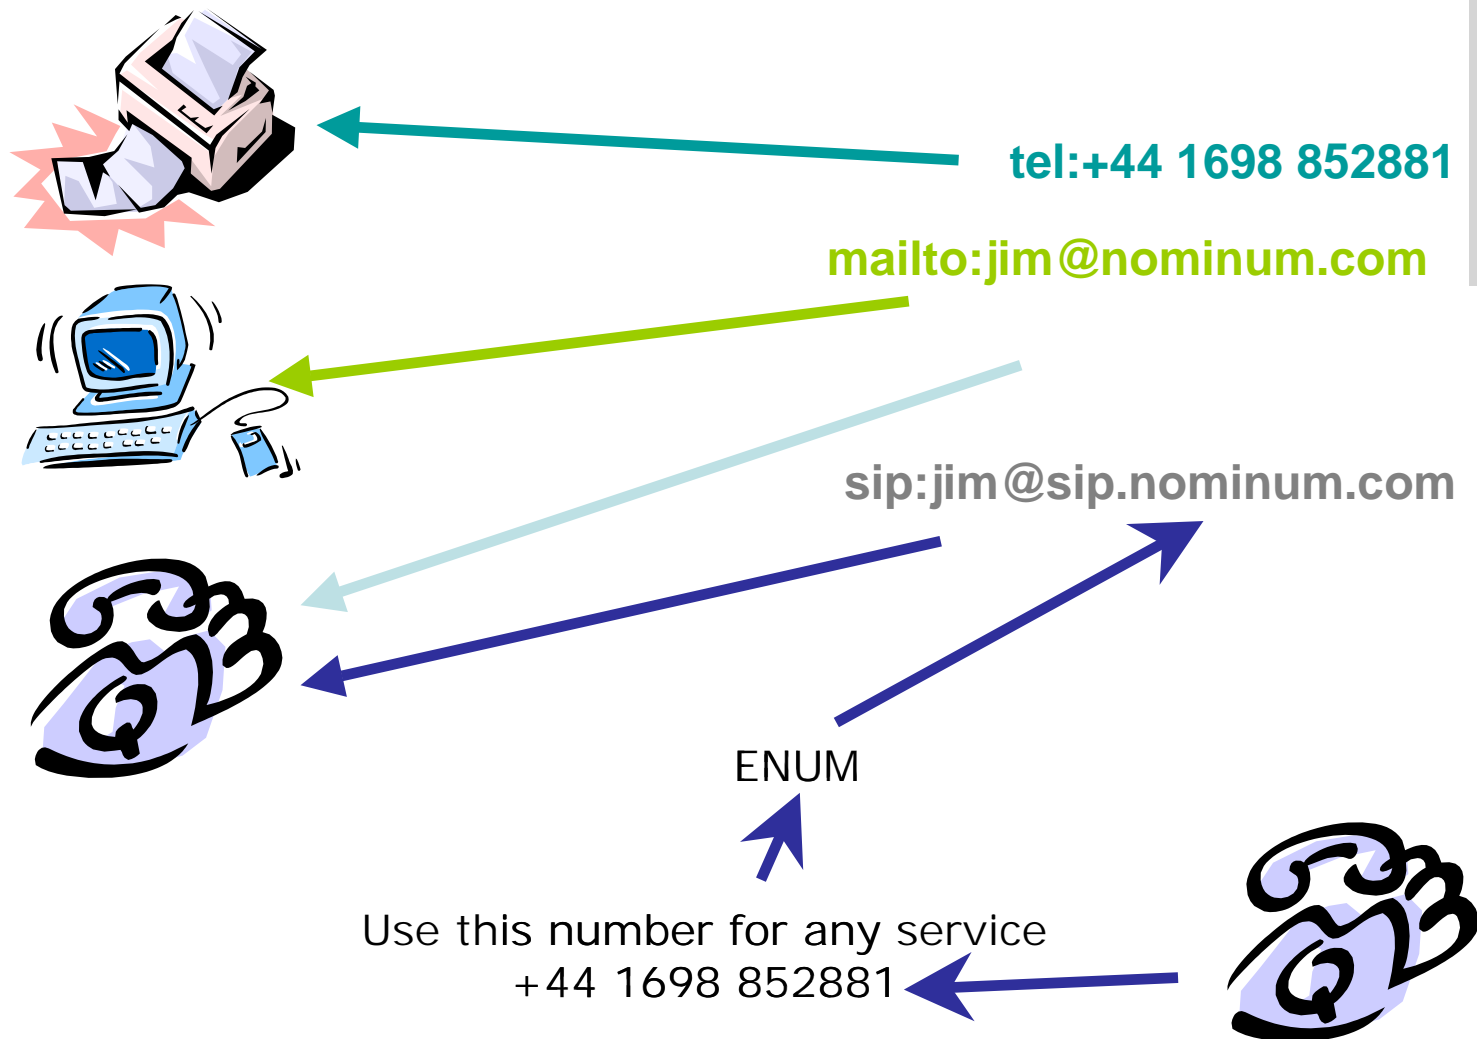 tel:+44 1698 852881
mailto:jim@nominum.com
sip:jim@sip.nominum.com
ENUM
Use this number for any service
+44 1698 852881